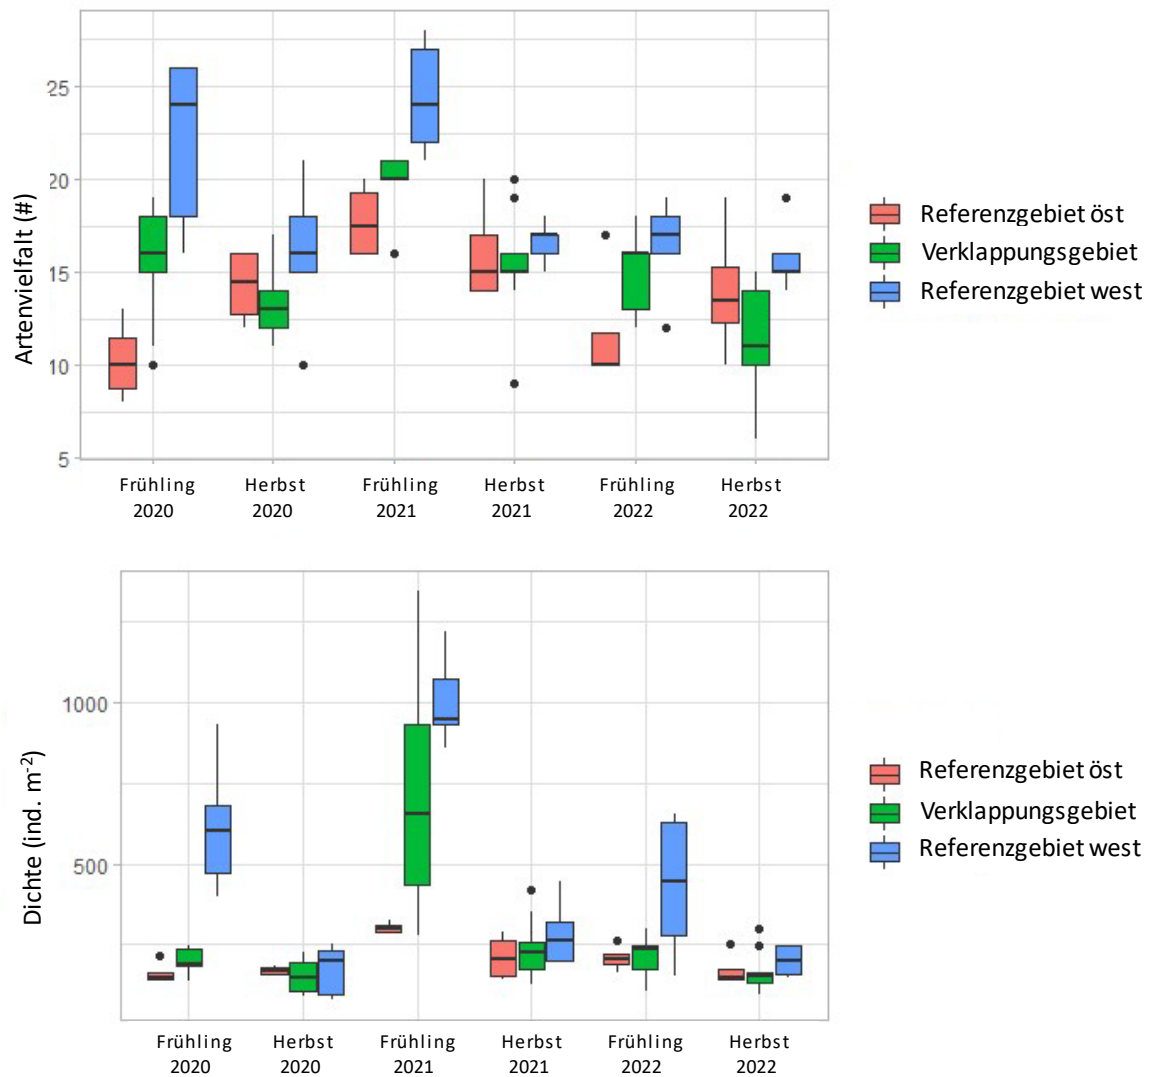 Artenvielfalt (#)
25
20
15
10
5
Frühling
2020
Herbst
2020
Frühling
2021
Herbst
2021
Frühling
2022
Herbst
2022
Referenzgebiet öst
Verklappungsgebiet
Referenzgebiet west
Dichte (ind. m⁻²)
1000
500
Frühling
2020
Herbst
2020
Frühling
2021
Herbst
2021
Frühling
2022
Herbst
2022
Referenzgebiet öst
Verklappungsgebiet
Referenzgebiet west